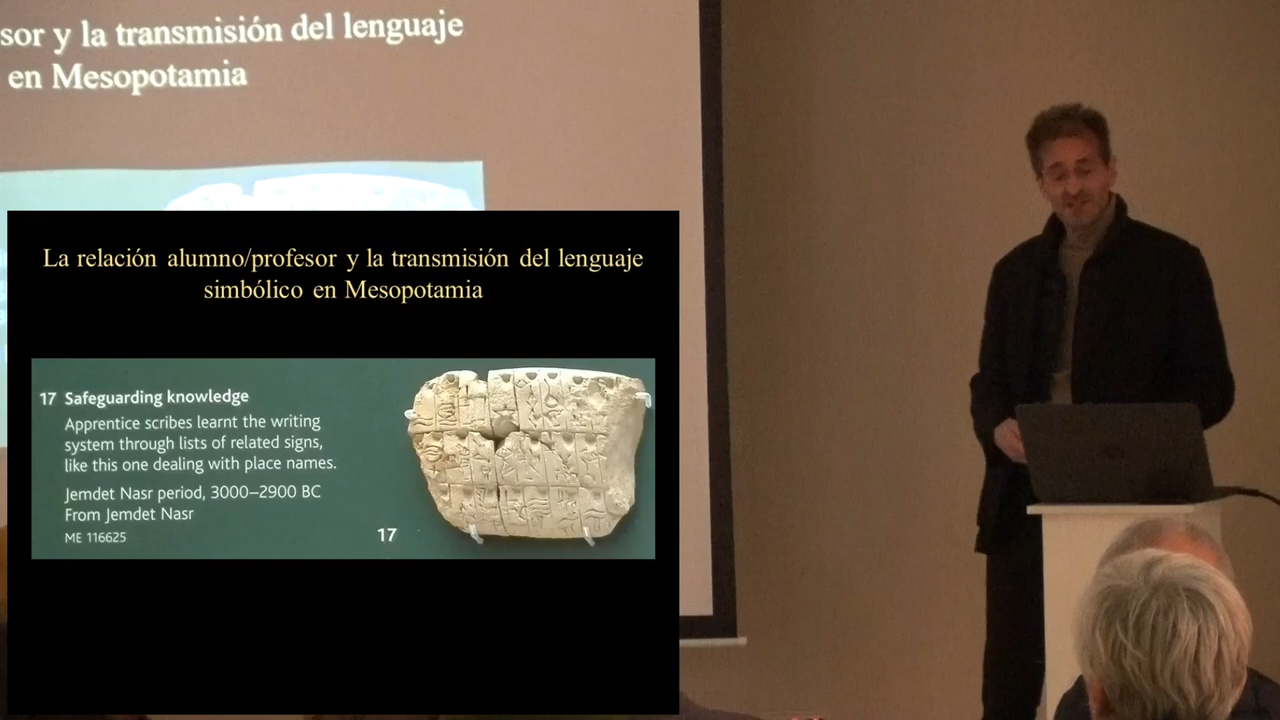 sor y la transmisión del lenguaje
en Mesopotamia
La relación alumno/profesor y la transmisión del lenguaje
simbólico en Mesopotamia
17 Safeguarding knowledge
Apprentice scribes learnt the writing
system through lists of related signs,
like this one dealing with place names.
Jemdet Nasr period, 3000–2900 BC
From Jemdet Nasr
ME 116625
17